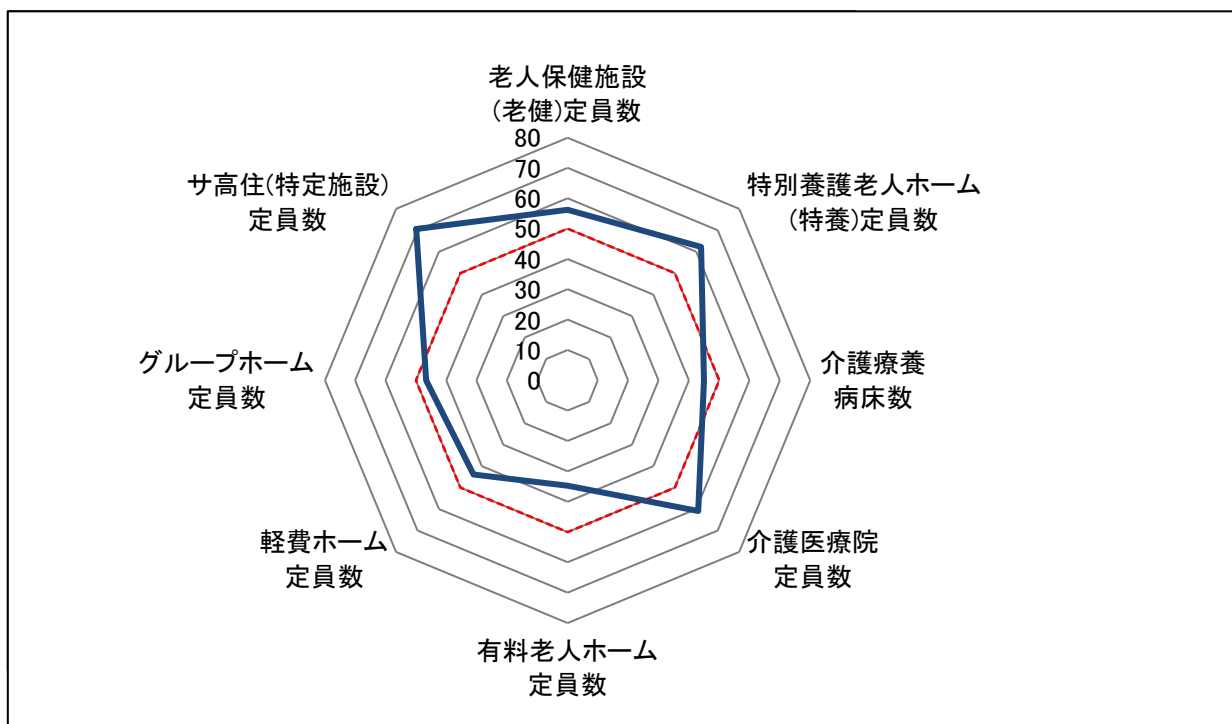 老人保健施設
(老健)定員数
特別養護老人ホーム
(特養)定員数
介護療養
病床数
介護医療院
定員数
有料老人ホーム
定員数
軽費ホーム
定員数
グループホーム
定員数
サ高住(特定施設)
定員数
80
70
60
50
40
30
20
10
0